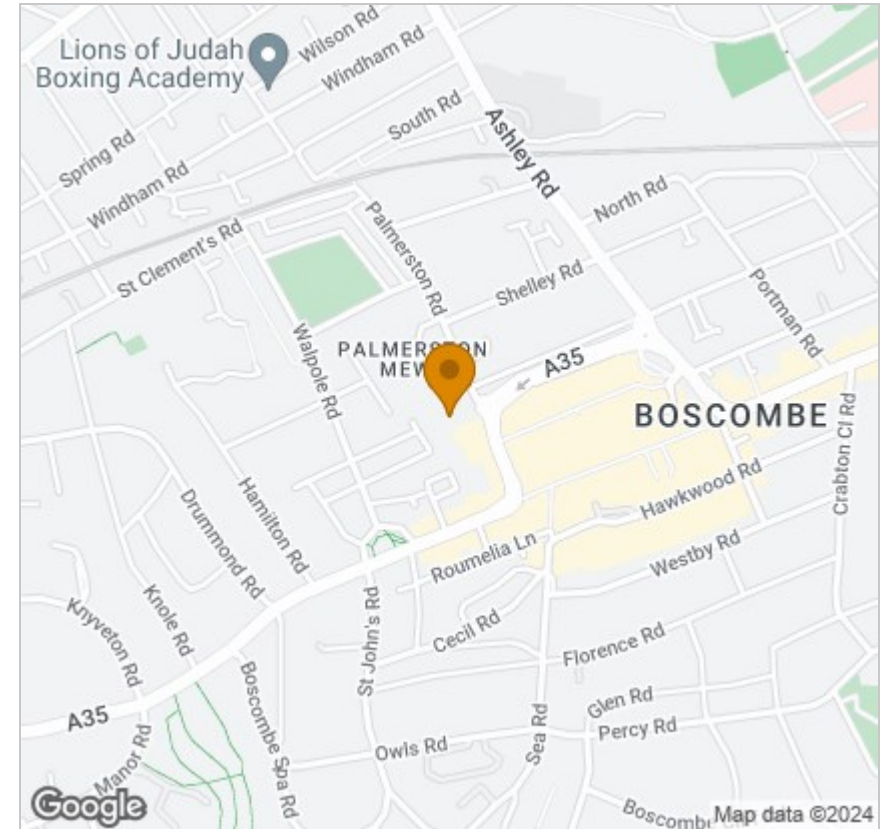 Lions of Judah
Boxing Academy
Wilson Rd
Windham Rd
South Rd
Spring Rd
Windham Rd
Ashley Rd
North Rd
St Clement's Rd
Palmerston Rd
Shelley Rd
Portman Rd
Walpole Rd
PALMERSTON
A35
BOSCOMBE
Crabton Cl Rd
Hawkwood Rd
Hamilton Rd
Drummond Rd
Roumelia Ln
Westby Rd
Knyveton Rd
Knole Rd
St John's Rd
Cecil Rd
Florence Rd
Boscombe Spa Rd
Glen Rd
Percy Rd
A35
Manor Rd
Owls Rd
Sea Rd
Google
Map data ©2024